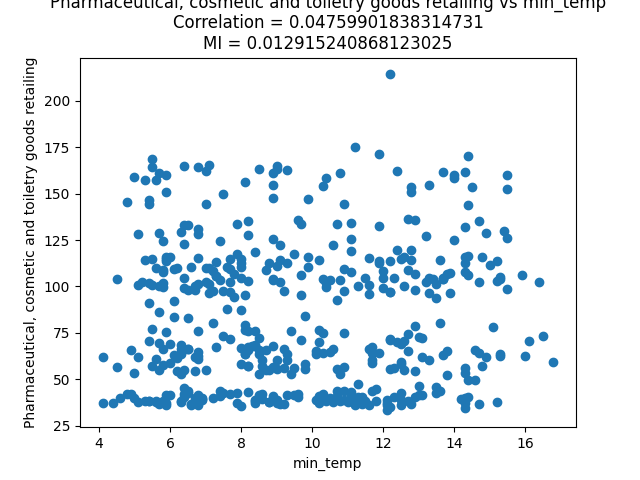 Pharmaceutical, cosmetic and toiletry goods retailing vs min_temp
Correlation = 0.04759901838314731
MI = 0.012915240868123025
Pharmaceutical, cosmetic and toiletry goods retailing
200
175
150
125
100
75
50
25
4 6 8 10 12 14 16
min_temp